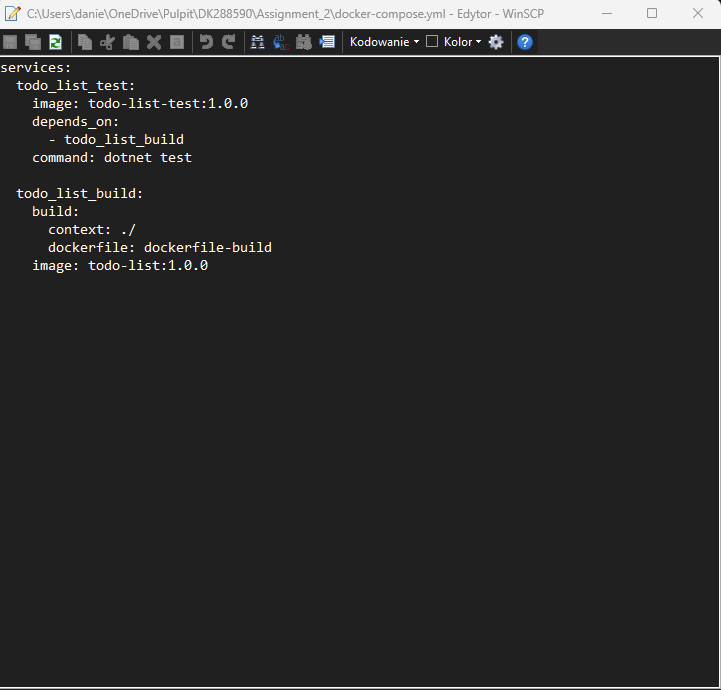 C:\Users\danie\OneDrive\Pulpit\DK288590\Assignment_2\docker-compose.yml - Edytor - WinSCP
Kodowanie Kolor
services:
  todo_list_test:
    image: todo-list-test:1.0.0
    depends_on:
      - todo_list_build
    command: dotnet test

  todo_list_build:
    build:
      context: ./
      dockerfile: dockerfile-build
    image: todo-list:1.0.0